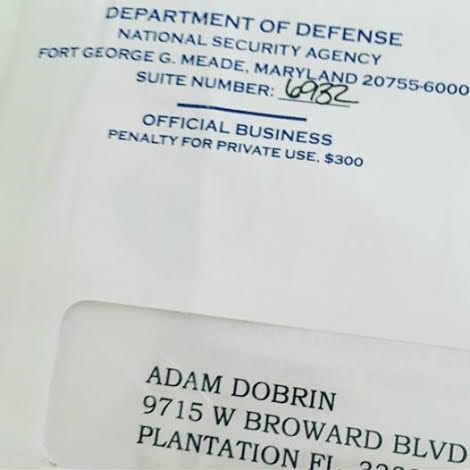 DEPARTMENT OF DEFENSE
NATIONAL SECURITY AGENCY
FORT GEORGE G. MEADE, MARYLAND 20755-6000
SUITE NUMBER: 6932
OFFICIAL BUSINESS
PENALTY FOR PRIVATE USE, $300
ADAM DOBRIN
9715 W BROWARD BLVD
PLANTATION FL